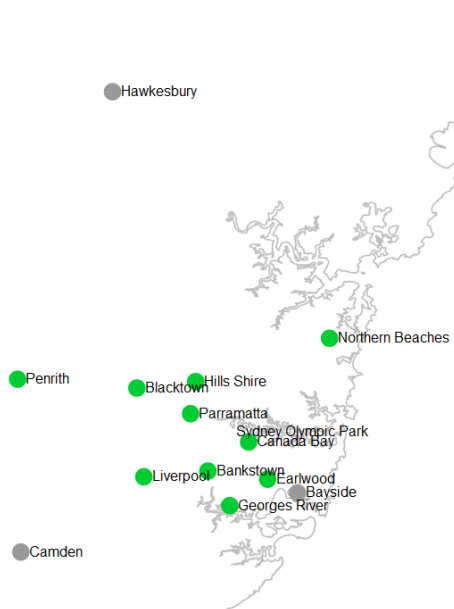 Hawkesbury
Northern Beaches
Penrith
Hills Shire
Blacktown
Parramatta
Sydney Olympic Park
Canada Bay
Bankstown
Liverpool
Earlwood
Bayside
Georges River
Camden